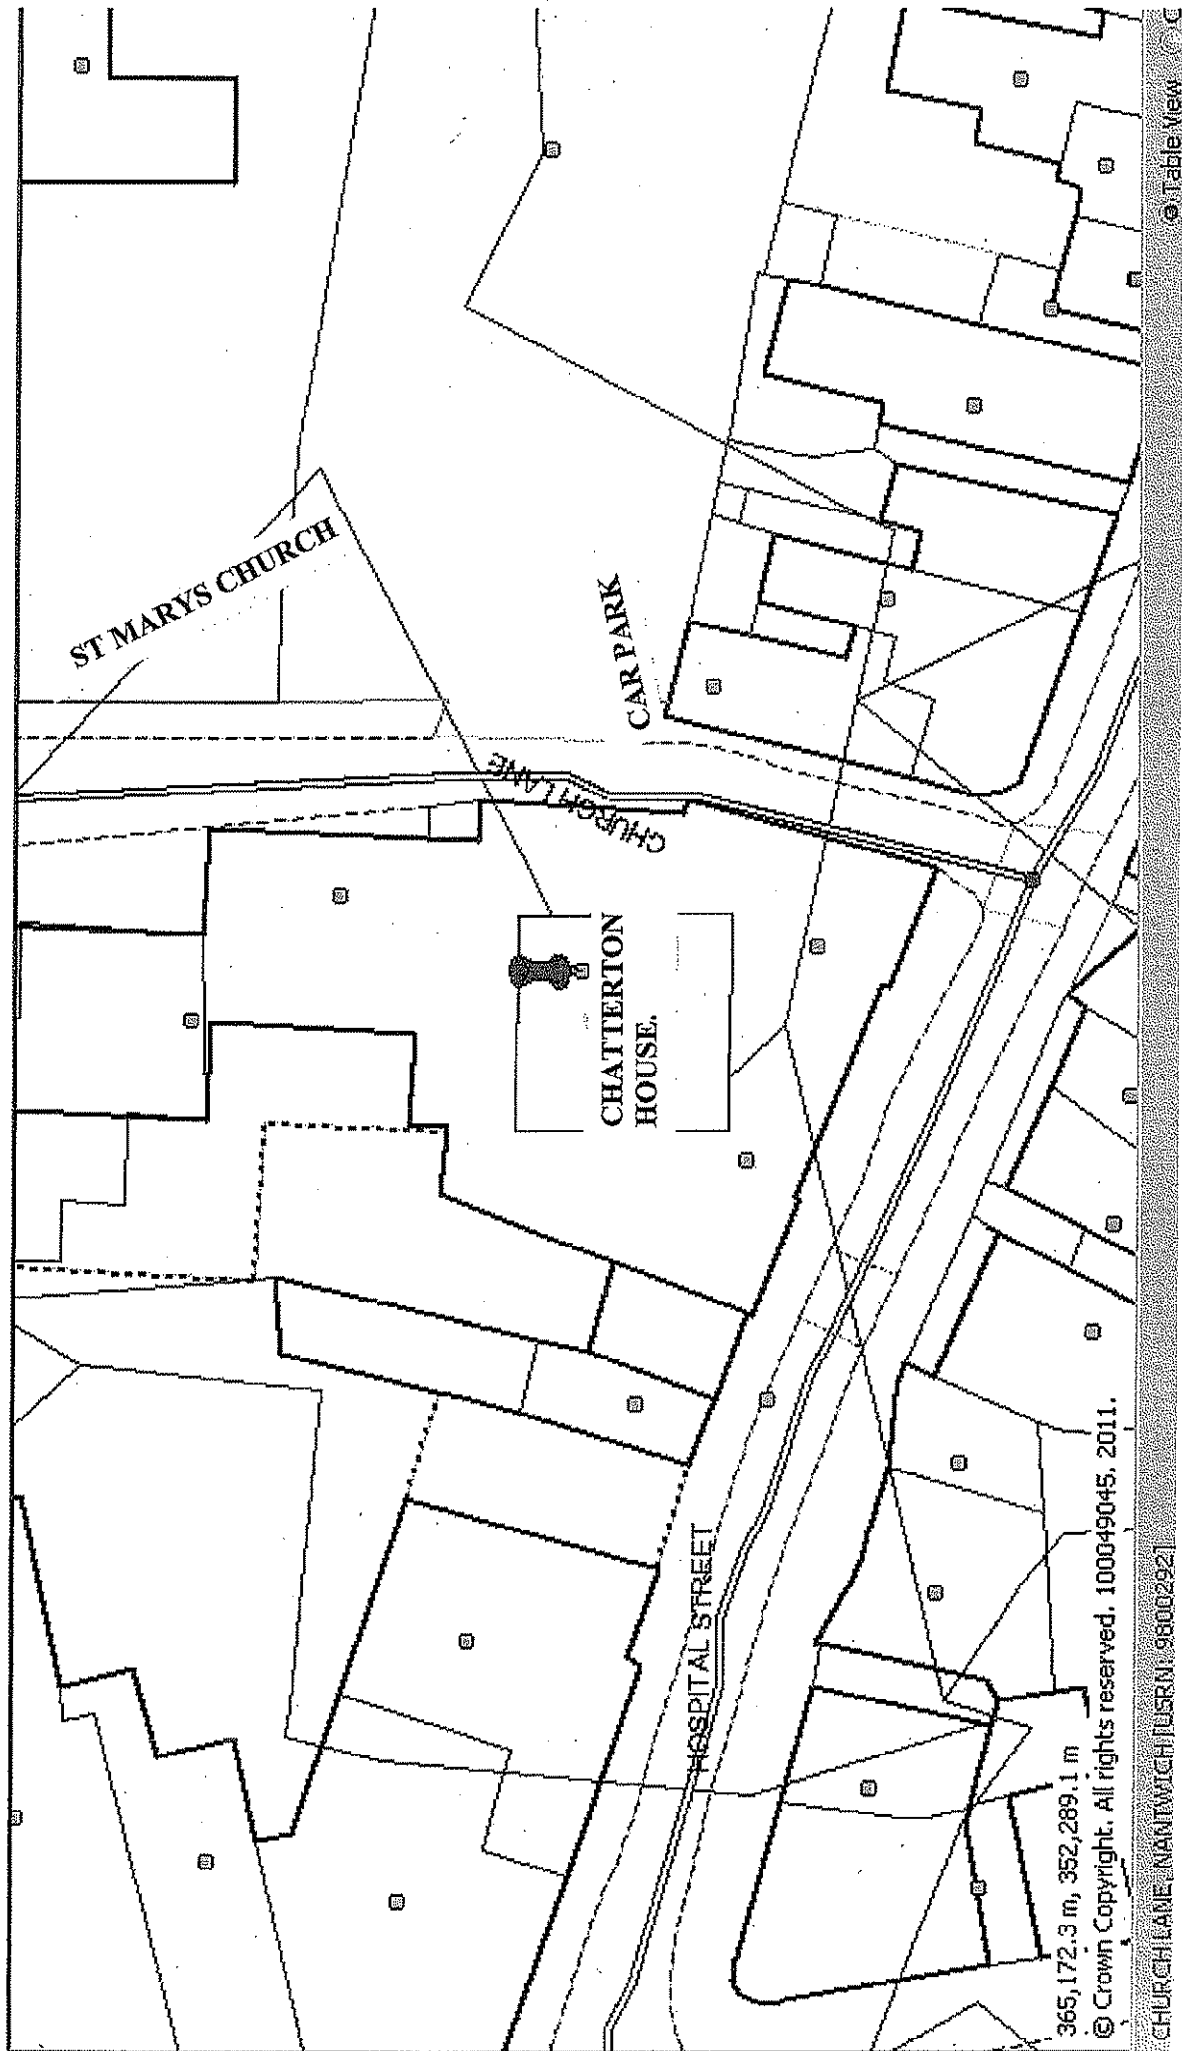 ST MARYS CHURCH
CAR PARK
CHURCH LANE
CHATTERTON
HOUSE.
HOSPITAL STREET
365,172.3 m, 352,289.1 m
© Crown Copyright. All rights reserved. 100049045, 2011.
CHURCH LANE, NANTWICH [USRN: 9800292]
Table View